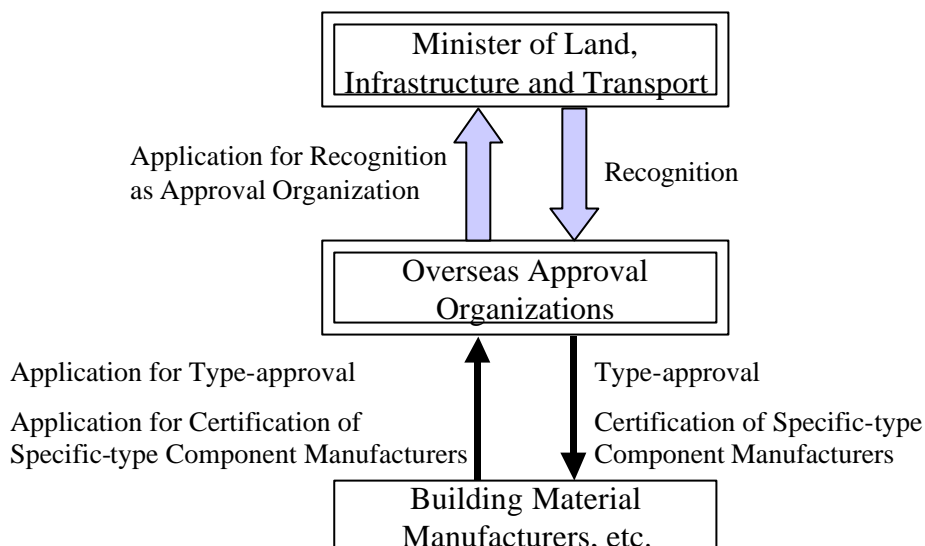 Minister of Land,
Infrastructure and Transport
Application for Recognition
as Approval Organization
Recognition
Overseas Approval
Organizations
Application for Type-approval
Application for Certification of
Specific-type Component Manufacturers
Type-approval
Certification of Specific-type
Component Manufacturers
Building Material
Manufacturers, etc.